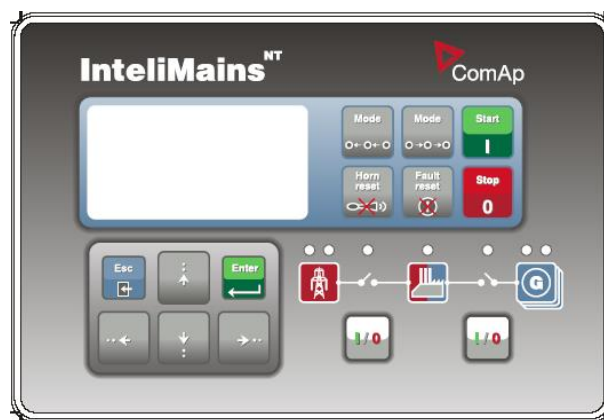 InteliMains NT
ComAp
Mode
Mode
Start
I
Horn
reset
Fault
reset
Stop
0
Esc
Enter
G
I/0
I/0